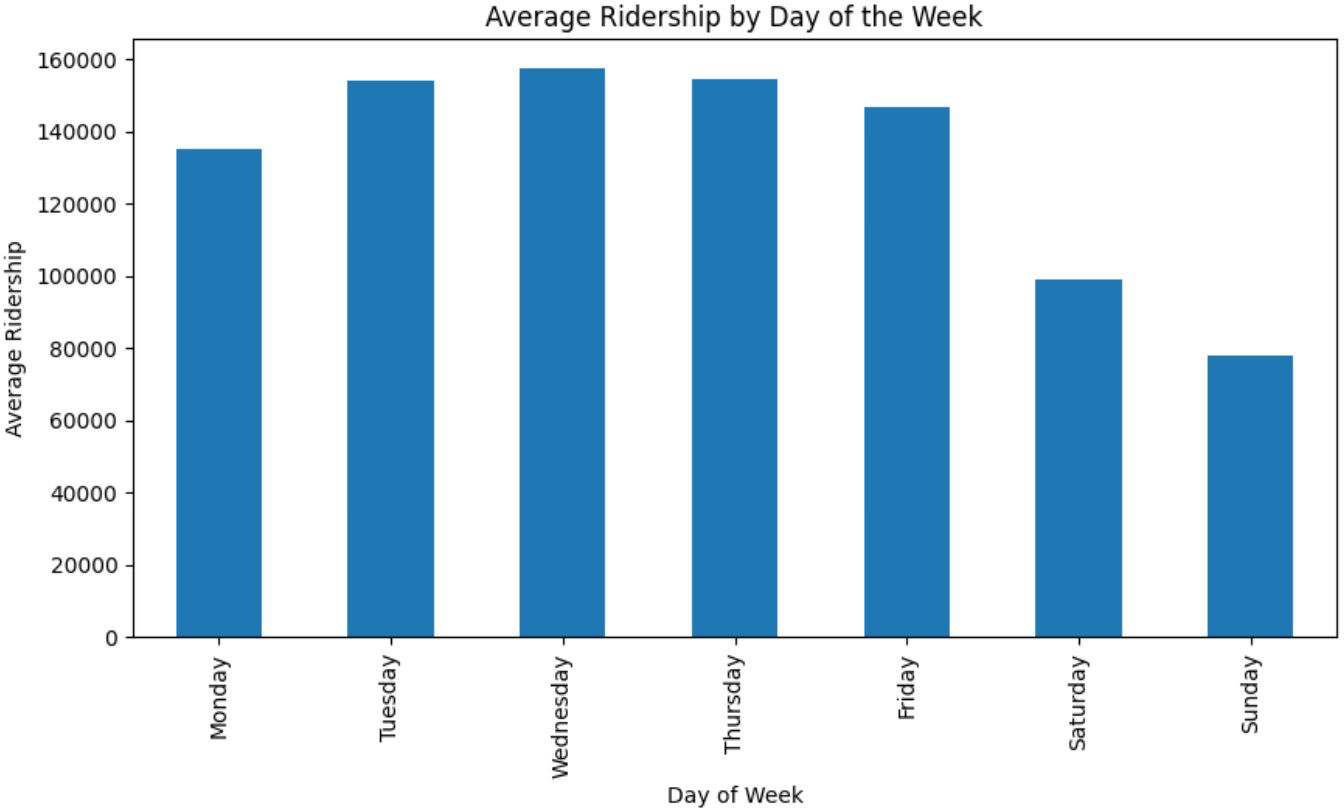 Average Ridership by Day of the Week
Average Ridership
160000
140000
120000
100000
80000
60000
40000
20000
0
Monday
Tuesday
Wednesday
Thursday
Friday
Saturday
Sunday
Day of Week